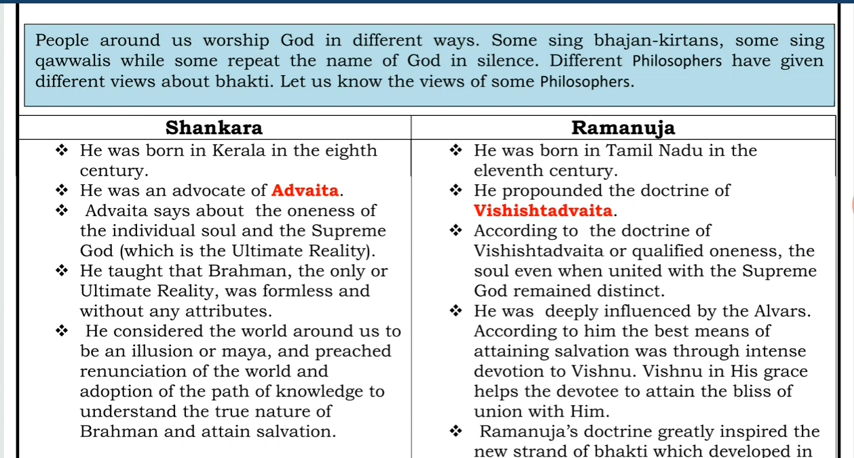 People around us worship God in different ways. Some sing bhajan-kirtans, some sing
qawwalis while some repeat the name of God in silence. Different Philosophers have given
different views about bhakti. Let us know the views of some Philosophers.
Shankara
❖ He was born in Kerala in the eighth
century.
❖ He was an advocate of Advaita.
❖ Advaita says about the oneness of
the individual soul and the Supreme
God (which is the Ultimate Reality).
❖ He taught that Brahman, the only or
Ultimate Reality, was formless and
without any attributes.
❖ He considered the world around us to
be an illusion or maya, and preached
renunciation of the world and
adoption of the path of knowledge to
understand the true nature of
Brahman and attain salvation.
Ramanuja
❖ He was born in Tamil Nadu in the
eleventh century.
❖ He propounded the doctrine of
Vishishtadvaita.
❖ According to the doctrine of
Vishishtadvaita or qualified oneness, the
soul even when united with the Supreme
God remained distinct.
❖ He was deeply influenced by the Alvars.
According to him the best means of
attaining salvation was through intense
devotion to Vishnu. Vishnu in His grace
helps the devotee to attain the bliss of
union with Him.
❖ Ramanuja's doctrine greatly inspired the
new strand of bhakti which developed in